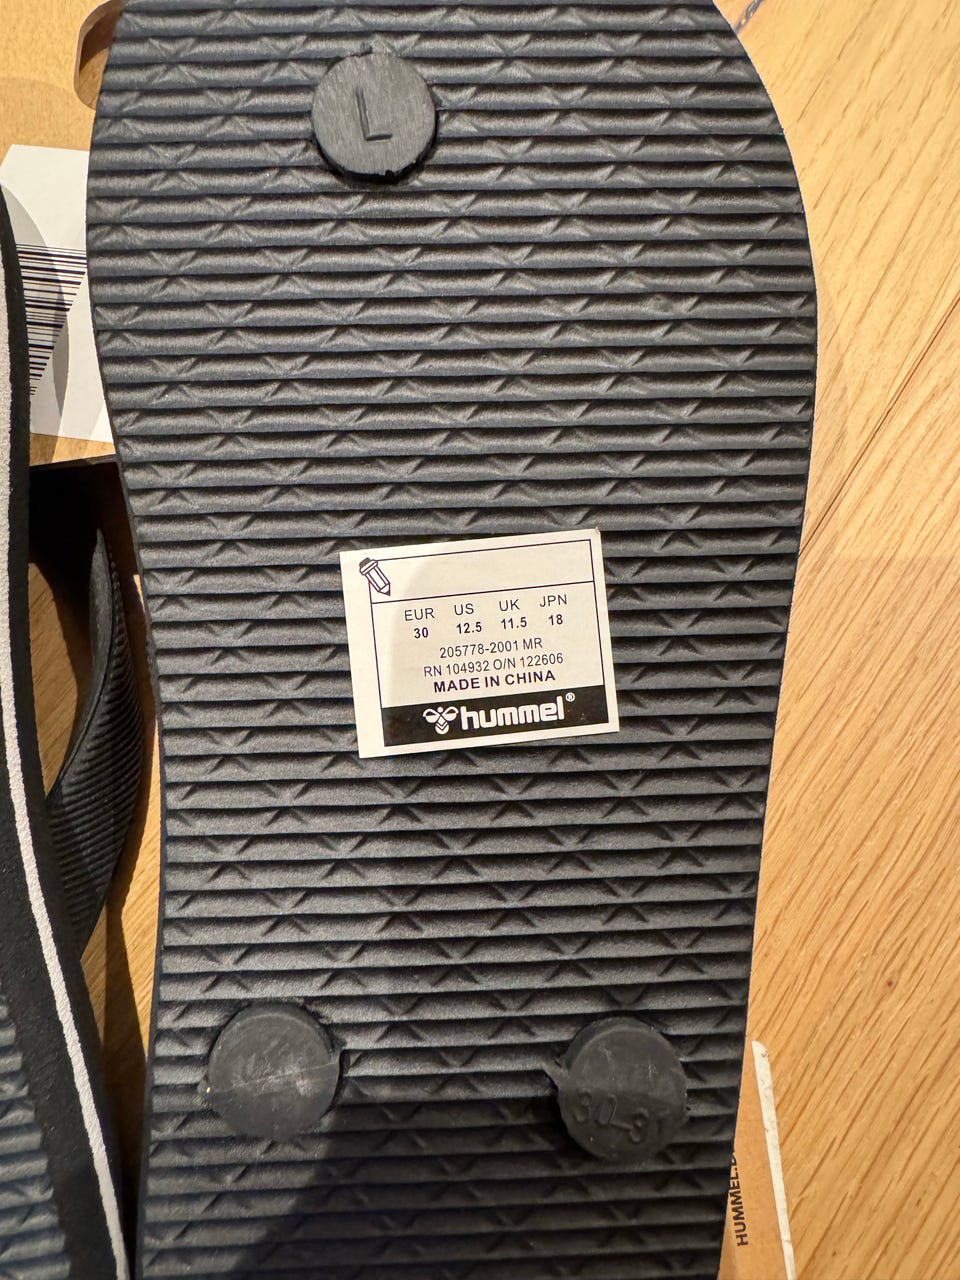 L
EUR US UK JPN
30 12.5 11.5 18
205778-2001 MR
RN 104932 O/N 122606
MADE IN CHINA
hummel®
30-31
HUMMEL.D